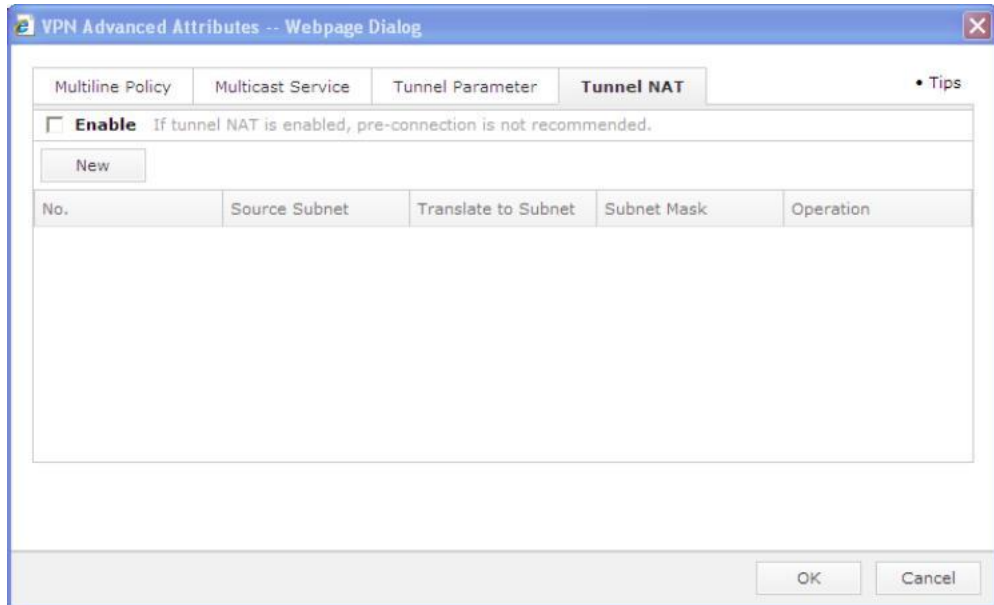 VPN Advanced Attributes -- Webpage Dialog
Multiline Policy Multicast Service Tunnel Parameter Tunnel NAT • Tips
Enable If tunnel NAT is enabled, pre-connection is not recommended.
New
No. Source Subnet Translate to Subnet Subnet Mask Operation
OK Cancel